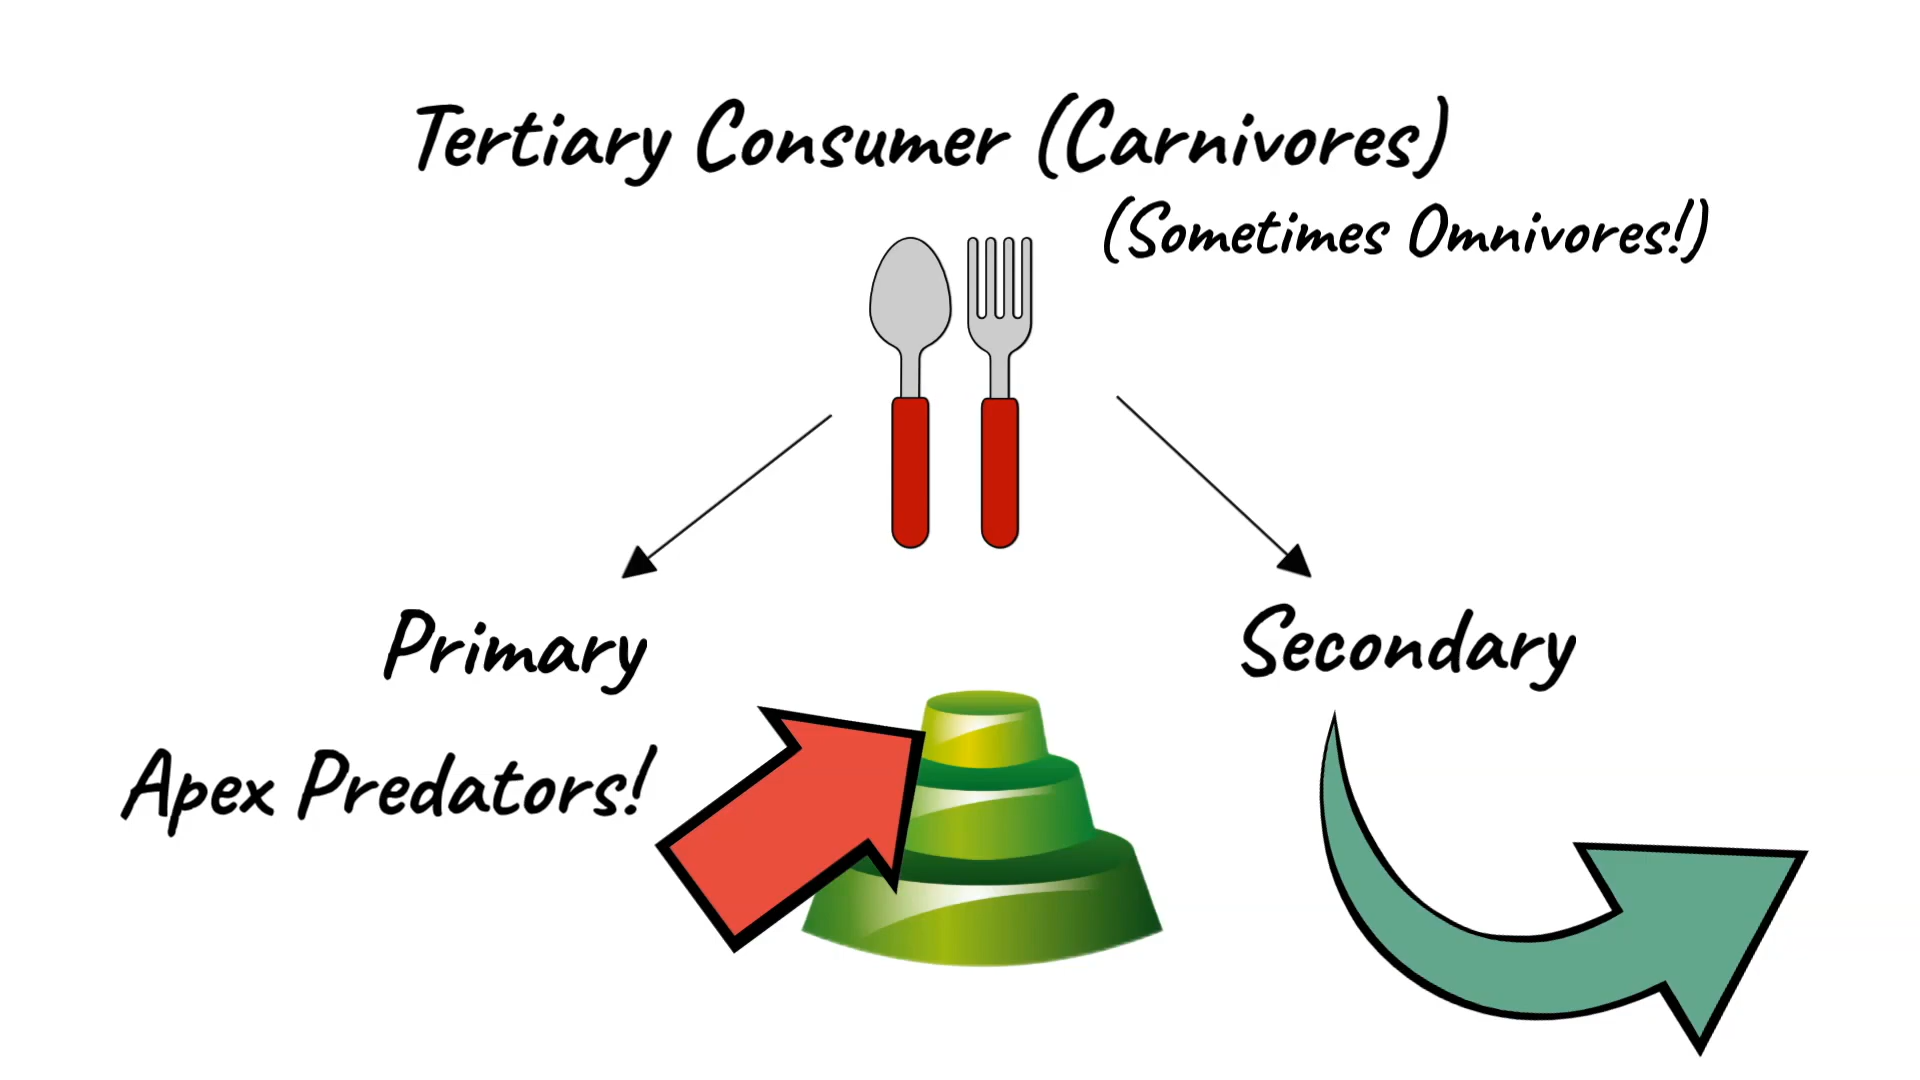 Tertiary Consumer (Carnivores)
(Sometimes Omnivores!)
Primary
Secondary
Apex Predators!